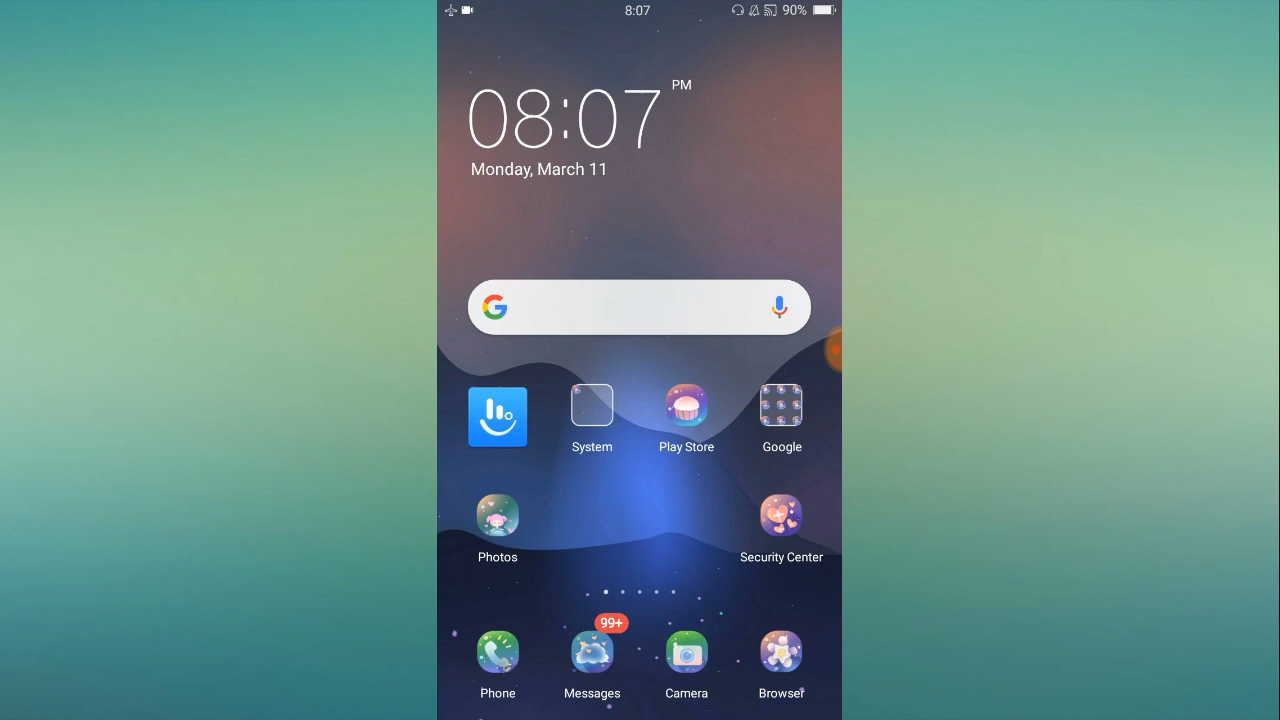 8:07
90%
08:07 PM
Monday, March 11
System
Play Store
Google
Photos
Security Center
99+
Phone
Messages
Camera
Browser